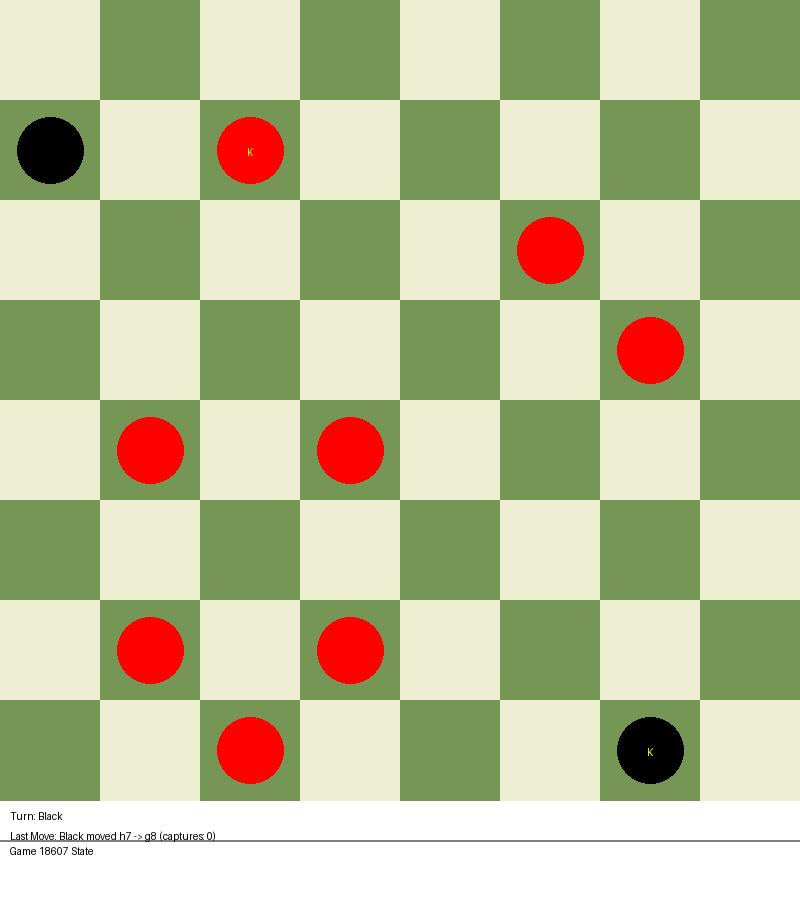 K
K
Turn: Black
Last Move: Black moved h7 -> g8 (captures: 0)
Game 18607 State